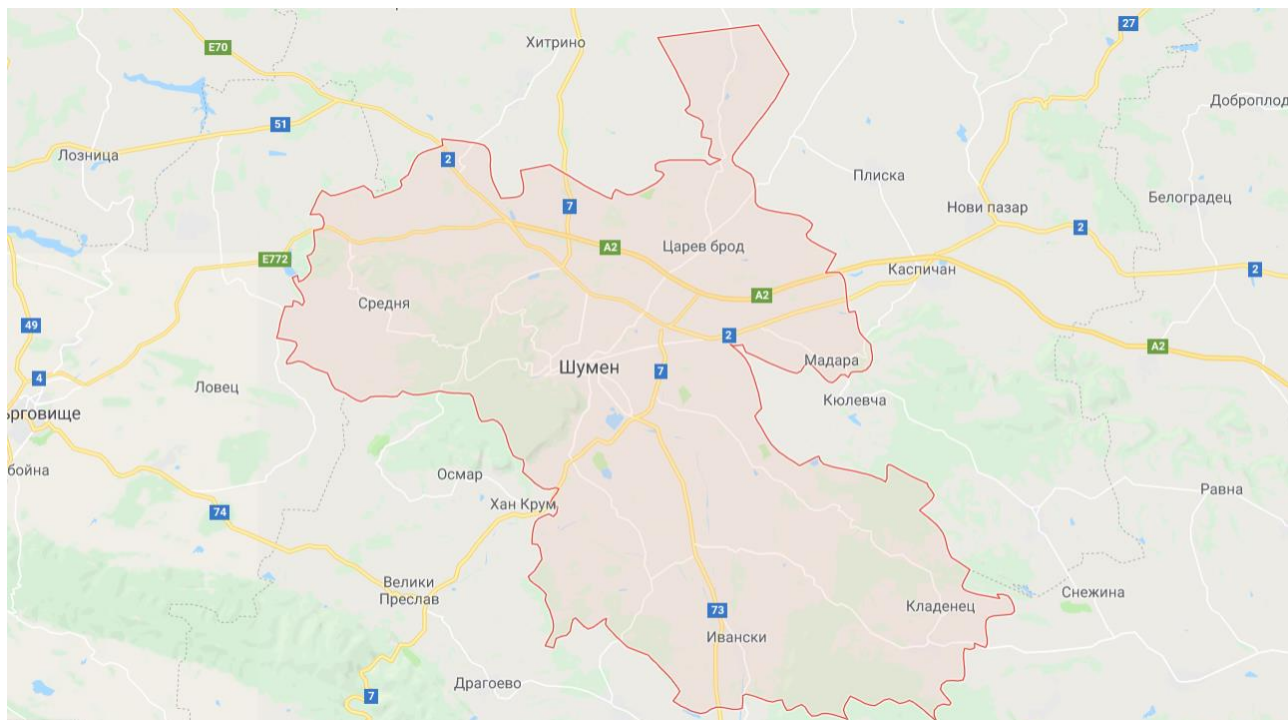 27
Хитрино
E70
Доброплод
51
Лозница
2
Плиска
Белоградец
7
Нови пазар
2
A2
Царев брод
E772
Каспичан
2
A2
Средня
49
2
A2
Мадара
Шумен
7
4
Ловец
Кюлевча
ърговище
бойна
Осмар
Равна
Хан Крум
74
Велики
Преслав
Снежина
73
Кладенец
Ивански
Драгоево
7